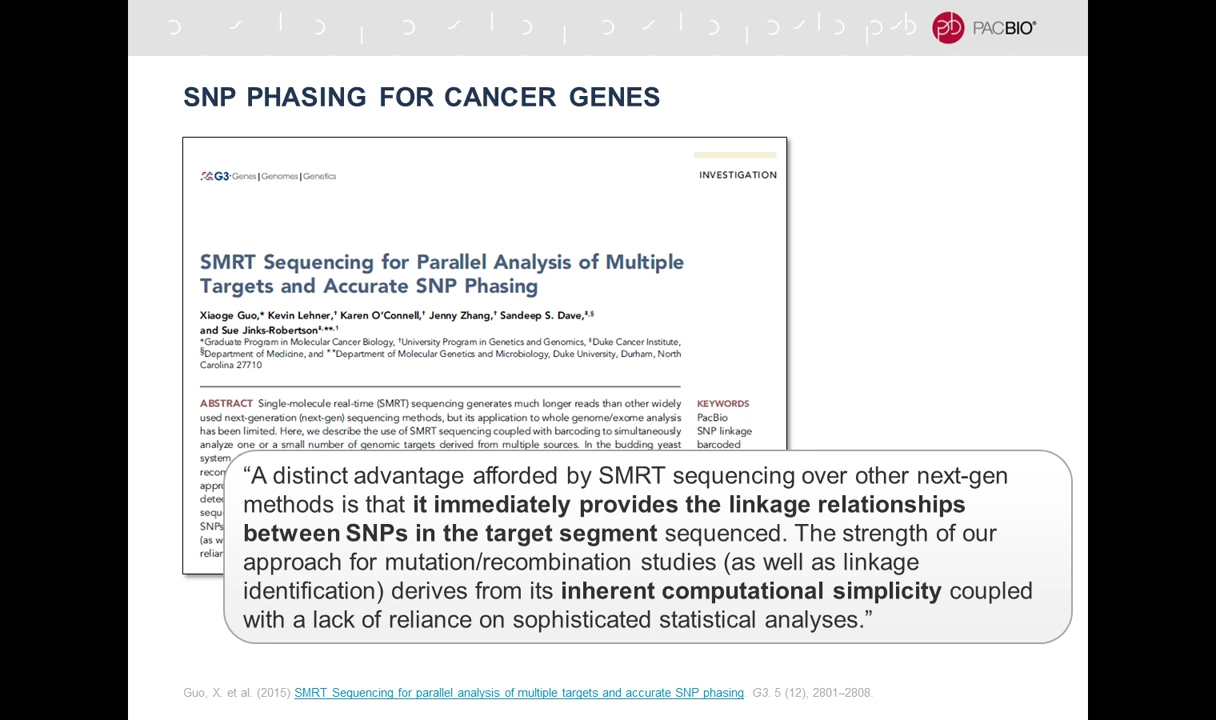 PACBIO®
SNP PHASING FOR CANCER GENES
G3·Genes|Genomes|Genetics
INVESTIGATION
SMRT Sequencing for Parallel Analysis of Multiple
Targets and Accurate SNP Phasing
Xiaoge Guo,* Kevin Lehner,† Karen O'Connell,† Jenny Zhang,† Sandeep S. Dave,‡,§
and Sue Jinks-Robertson‡,**,1
*Graduate Program in Molecular Cancer Biology, †University Program in Genetics and Genomics, ‡Duke Cancer Institute,
§Department of Medicine, and **Department of Molecular Genetics and Microbiology, Duke University, Durham, North
Carolina 27710
ABSTRACT Single-molecule real-time (SMRT) sequencing generates much longer reads than other widely
used next-generation (next-gen) sequencing methods, but its application to whole genome/exome analysis
has been limited. Here, we describe the use of SMRT sequencing coupled with barcoding to simultaneously
analyze one or a small number of genomic targets derived from multiple sources. In the budding yeast
system
KEYWORDS
PacBio
SNP linkage
barcoded
“A distinct advantage afforded by SMRT sequencing over other next-gen
methods is that it immediately provides the linkage relationships
between SNPs in the target segment sequenced. The strength of our
approach for mutation/recombination studies (as well as linkage
identification) derives from its inherent computational simplicity coupled
with a lack of reliance on sophisticated statistical analyses.”
Guo, X. et al. (2015) SMRT Sequencing for parallel analysis of multiple targets and accurate SNP phasing. G3. 5 (12), 2801–2808.